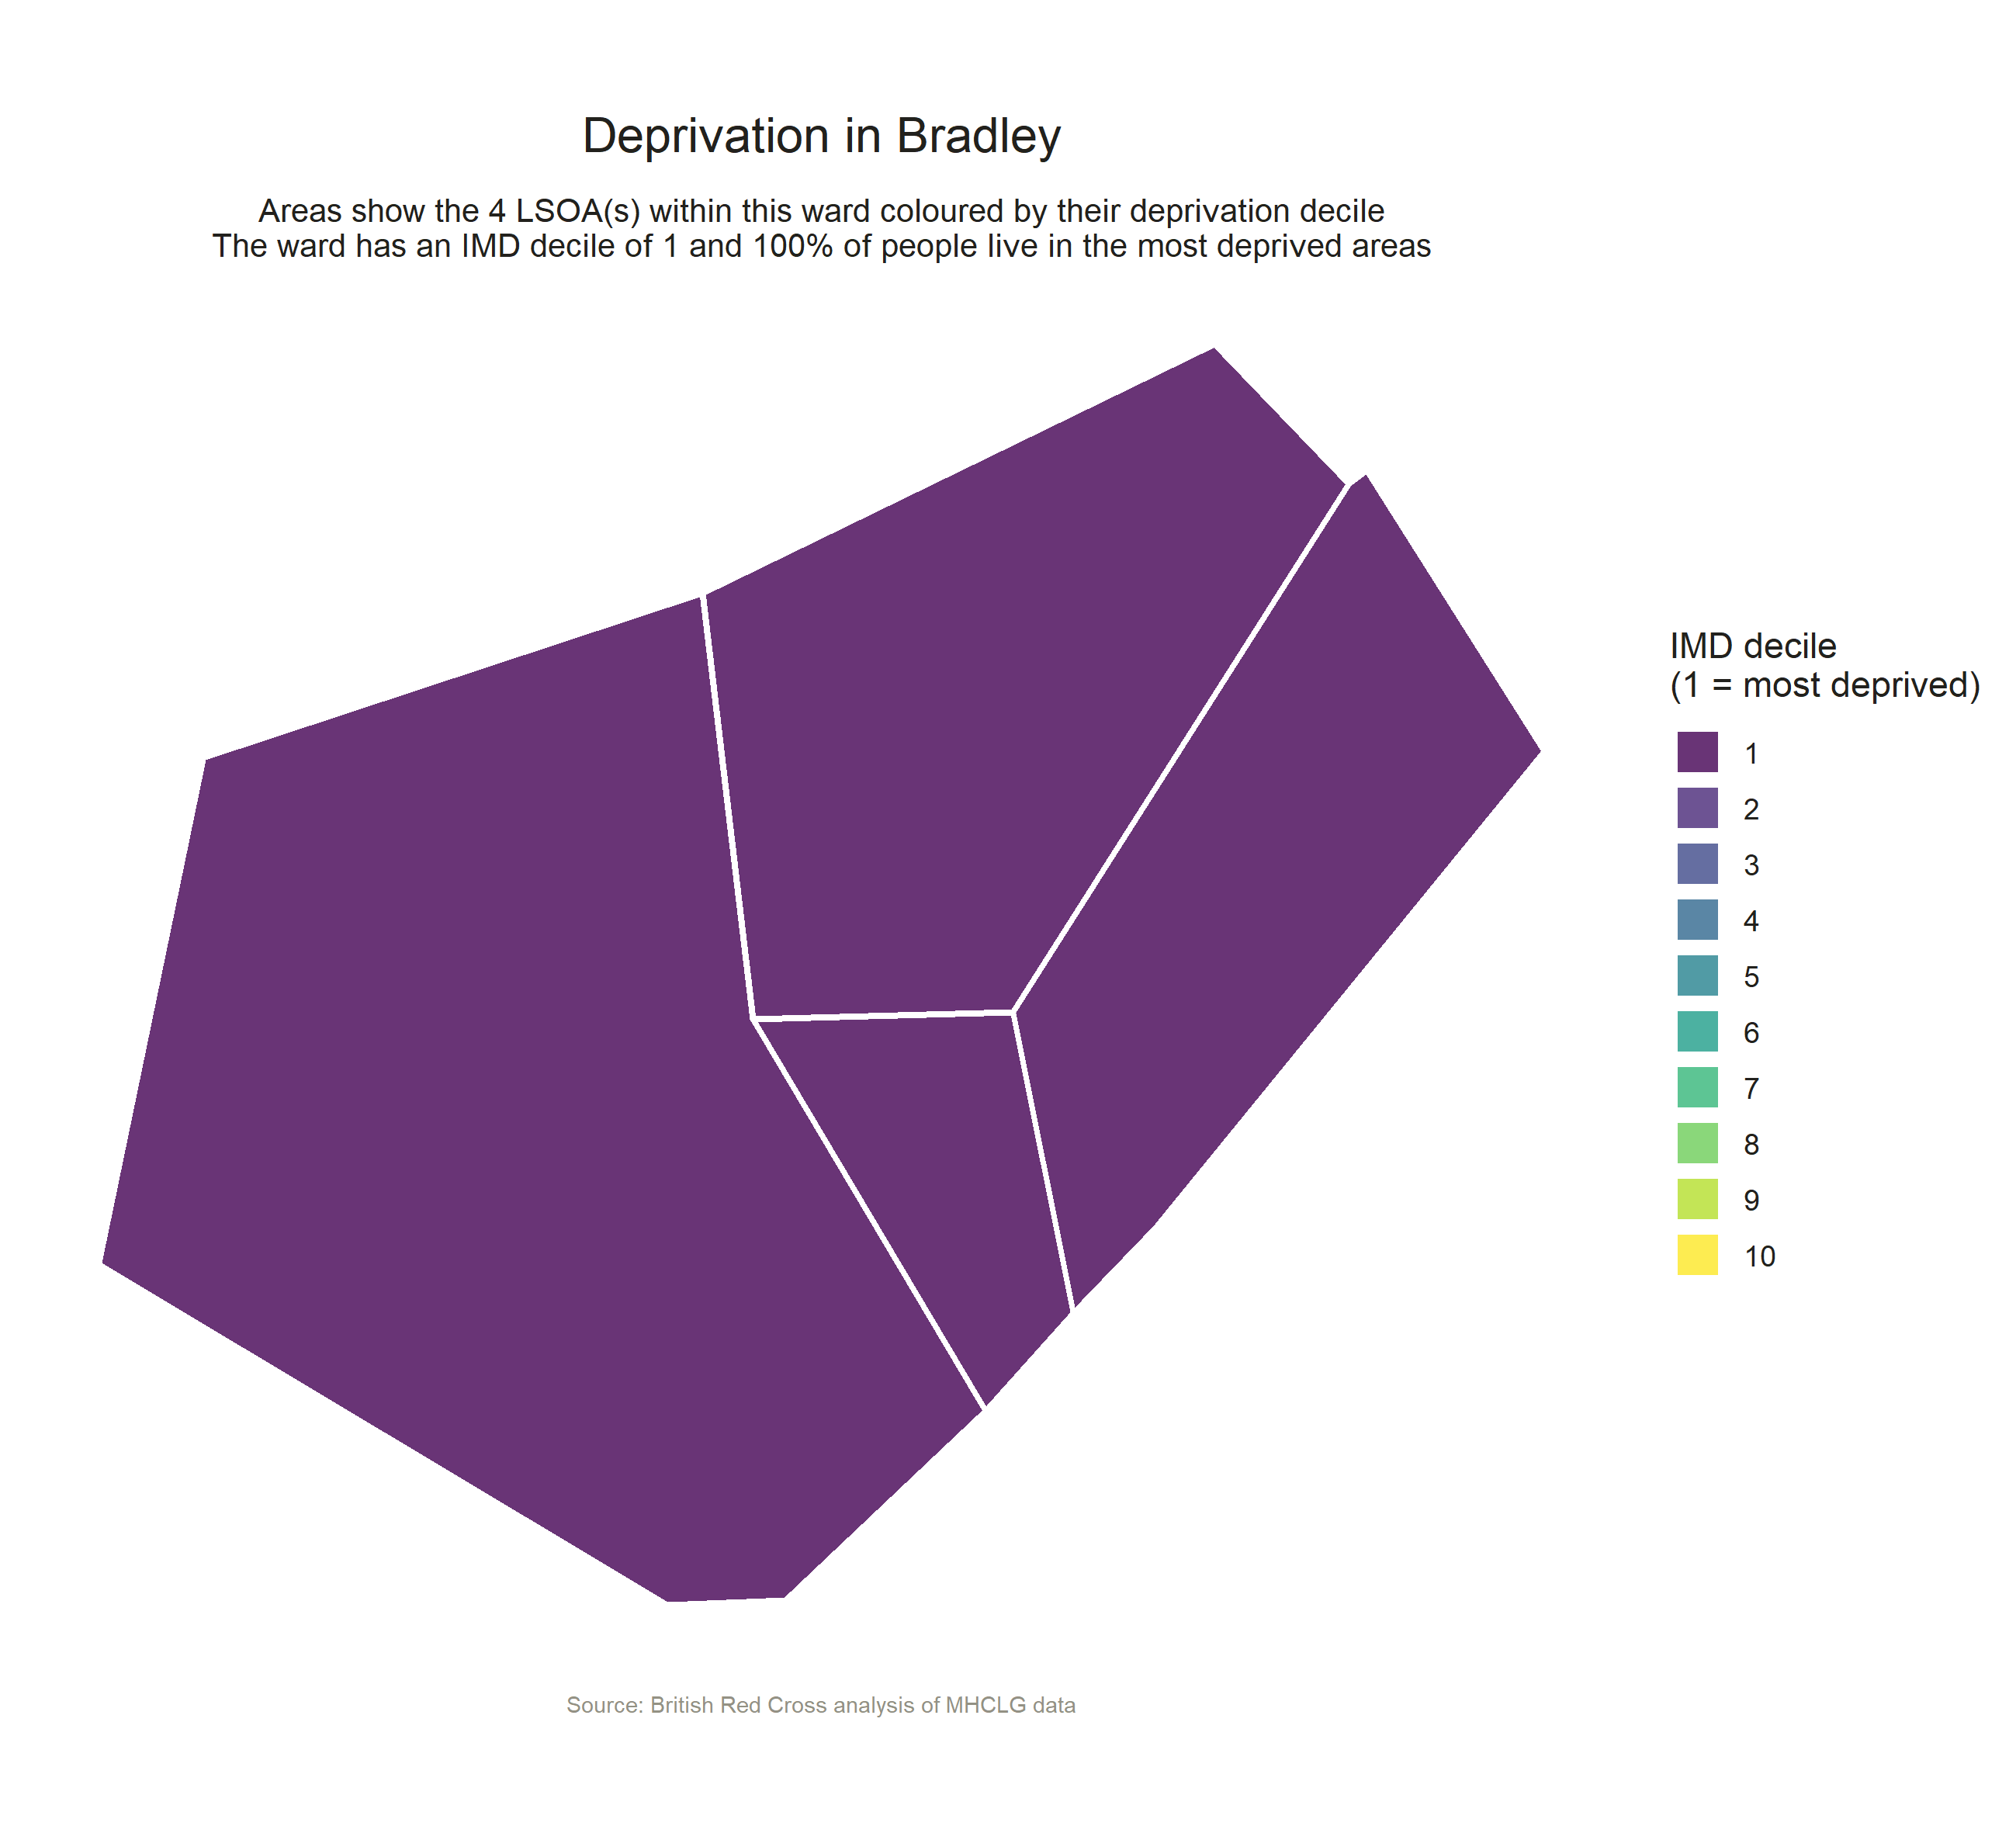 Deprivation in Bradley
Areas show the 4 LSOA(s) within this ward coloured by their deprivation decile
The ward has an IMD decile of 1 and 100% of people live in the most deprived areas
IMD decile
(1 = most deprived)
1
2
3
4
5
6
7
8
9
10
Source: British Red Cross analysis of MHCLG data